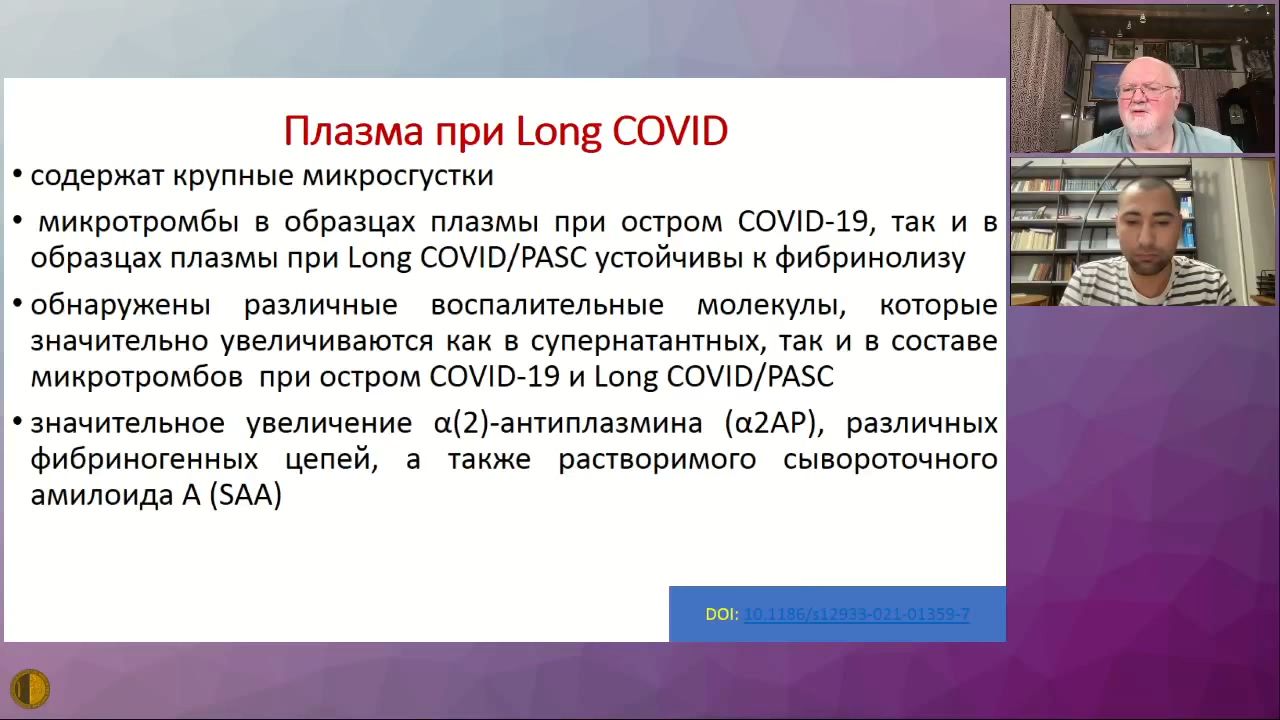 Плазма при Long COVID
• содержат крупные микросгустки
• микротромбы в образцах плазмы при остром COVID-19, так и в
образцах плазмы при Long COVID/PASC устойчивы к фибринолизу
• обнаружены различные воспалительные молекулы, которые
значительно увеличиваются как в супернатантных, так и в составе
микротромбов при остром COVID-19 и Long COVID/PASC
• значительное увеличение α(2)-антиплазмина (α2AP), различных
фибриногенных цепей, а также растворимого сывороточного
амилоида А (SAA)
DOI: 10.1186/s12933-021-01359-7